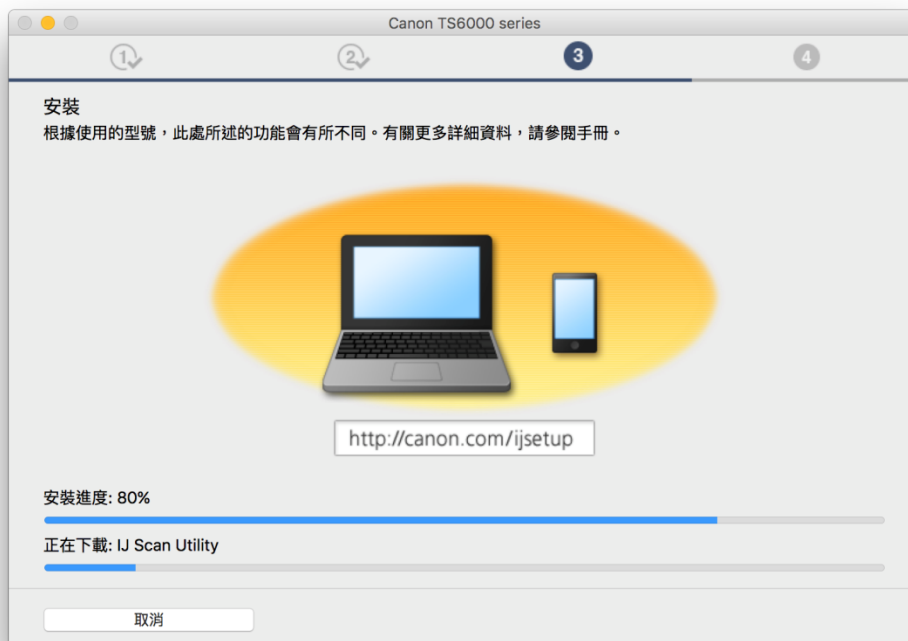 Canon TS6000 series
1
2
3
4
安裝
根據使用的型號，此處所述的功能會有所不同。有關更多詳細資料，請參閱手冊。
http://canon.com/ijsetup
安裝進度: 80%
正在下載: IJ Scan Utility
取消